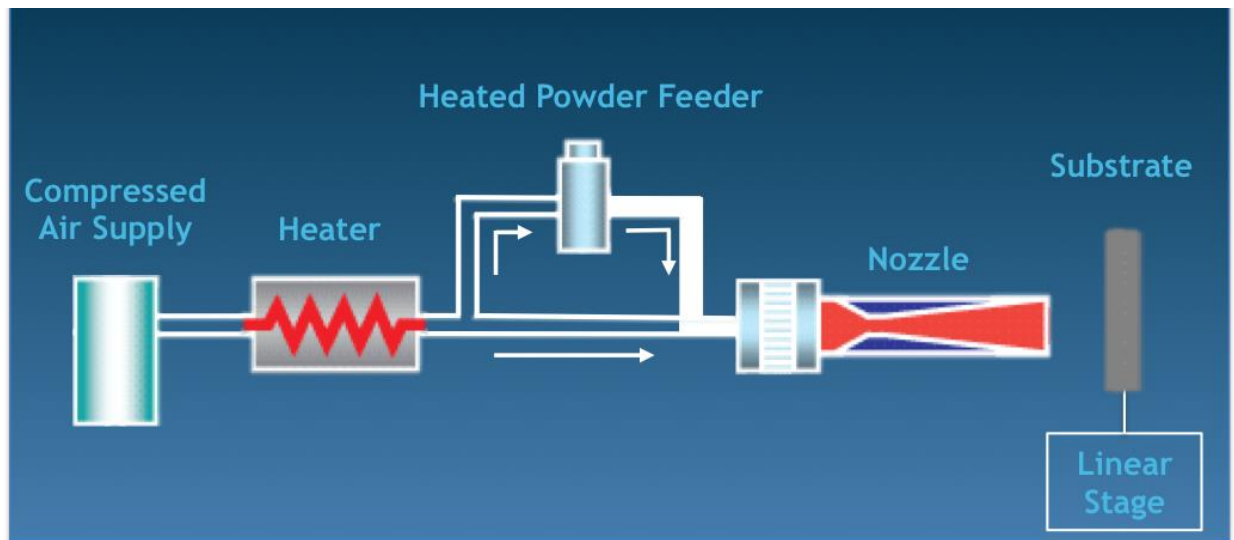 Heated Powder Feeder
Substrate
Compressed
Air Supply
Heater
Nozzle
Linear
Stage